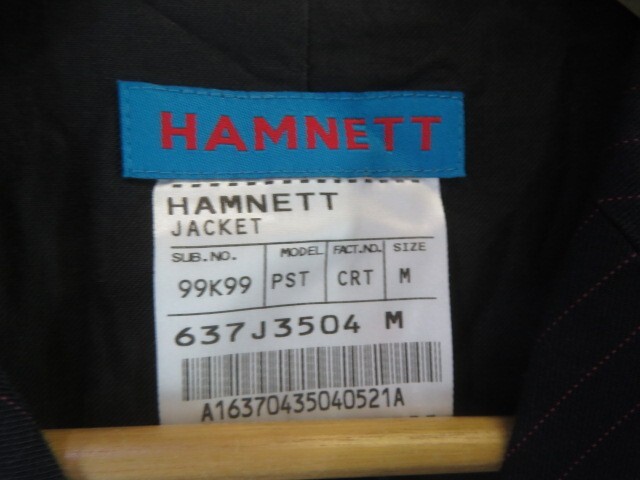 HAMNETT
HAMNETT
JACKET
SUB.NO. MODEL FACT.NO. SIZE
99K99 PST CRT M
637J3504 M
A16370435040521A